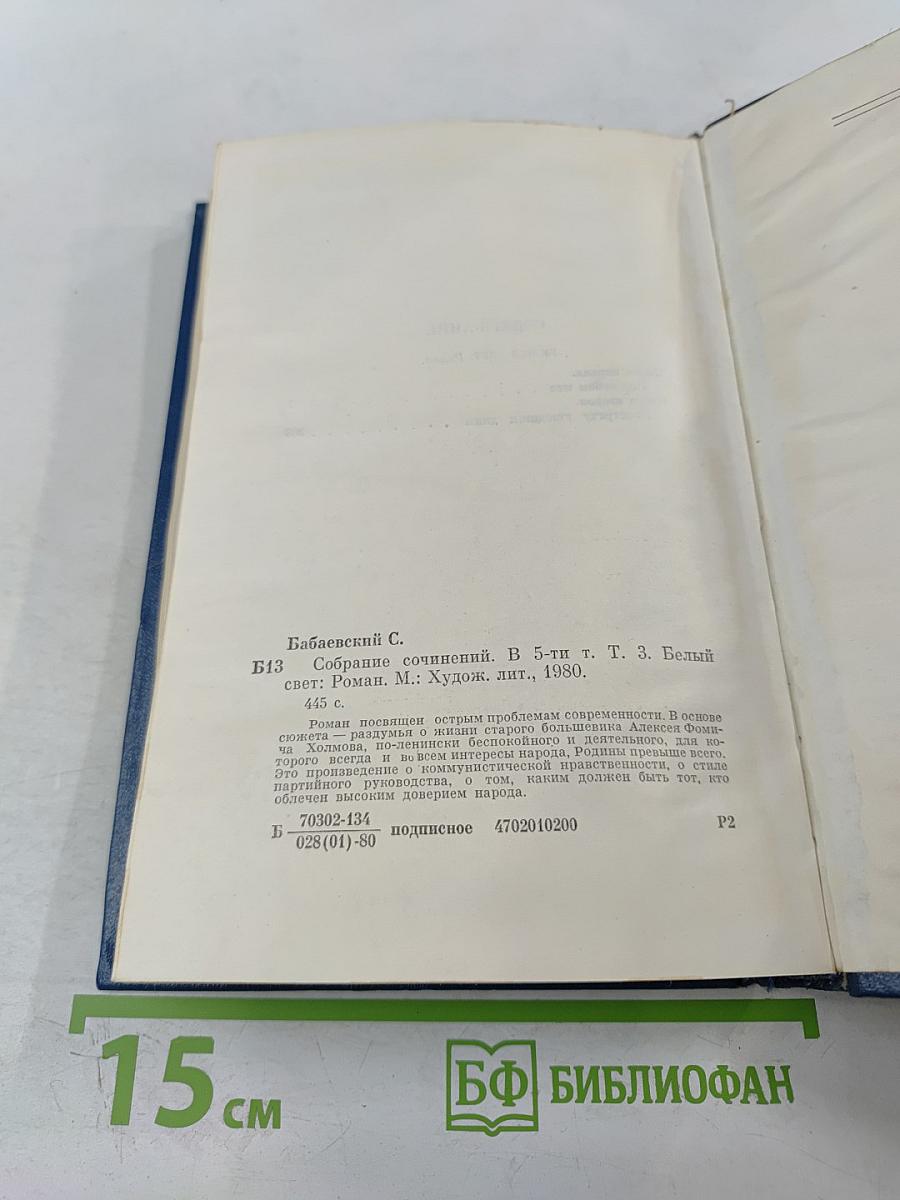 Бабаевский С.
Б13 Собрание сочинений. В 5-ти т. Т. 3. Белый
свет: Роман. М.: Худож. лит., 1980.
445 с.
Роман посвящен острым проблемам современности. В основе
сюжета — раздумья о жизни старого большевика Алексея Фоми-
ча Холмова, по-ленински беспокойного и деятельного, для ко-
торого всегда и во всем интересы народа, Родины превыше всего.
Это произведение о коммунистической нравственности, о стиле
партийного руководства, о том, каким должен быть тот, кто
облечен высоким доверием народа.
Б 70302-134
028(01)-80 подписное 4702010200 Р2
15 см
БФ БИБЛИОФАН